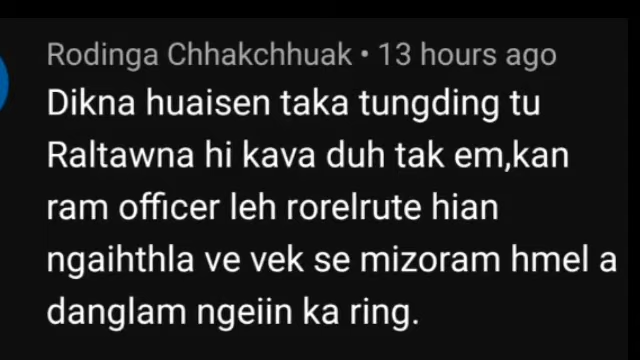 Rodinga Chhakchhuak • 13 hours ago
Dikna huaisen taka tungding tu
Raltawna hi kava duh tak em,kan
ram officer leh rorelrute hian
ngaihthla ve vek se mizoram hmel a
danglam ngeiin ka ring.